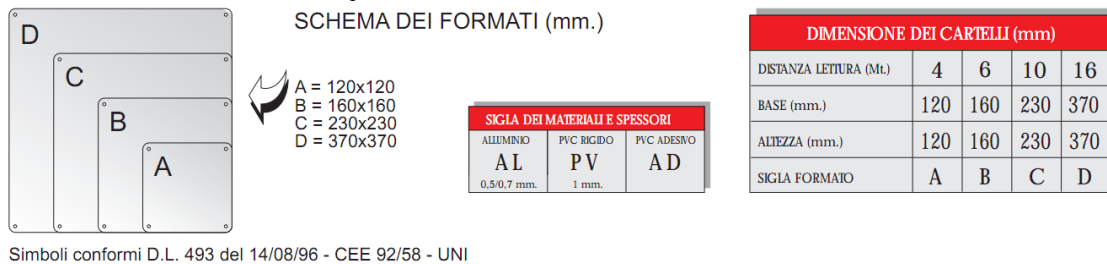 SCHEMA DEI FORMATI (mm.)
D
C
B
A
A = 120x120
B = 160x160
C = 230x230
D = 370x370
SIGLA DEI MATERIALI E SPESSORI
ALLUMINIO PVC RIGIDO PVC ADESIVO
AL PV AD
0,5/0,7 mm. 1 mm.
DIMENSIONE DEI CARTELLI (mm)
DISTANZA LETTURA (Mt.) 4 6 10 16
BASE (mm.) 120 160 230 370
ALTEZZA (mm.) 120 160 230 370
SIGLA FORMATO A B C D
Simboli conformi D.L. 493 del 14/08/96 - CEE 92/58 - UNI